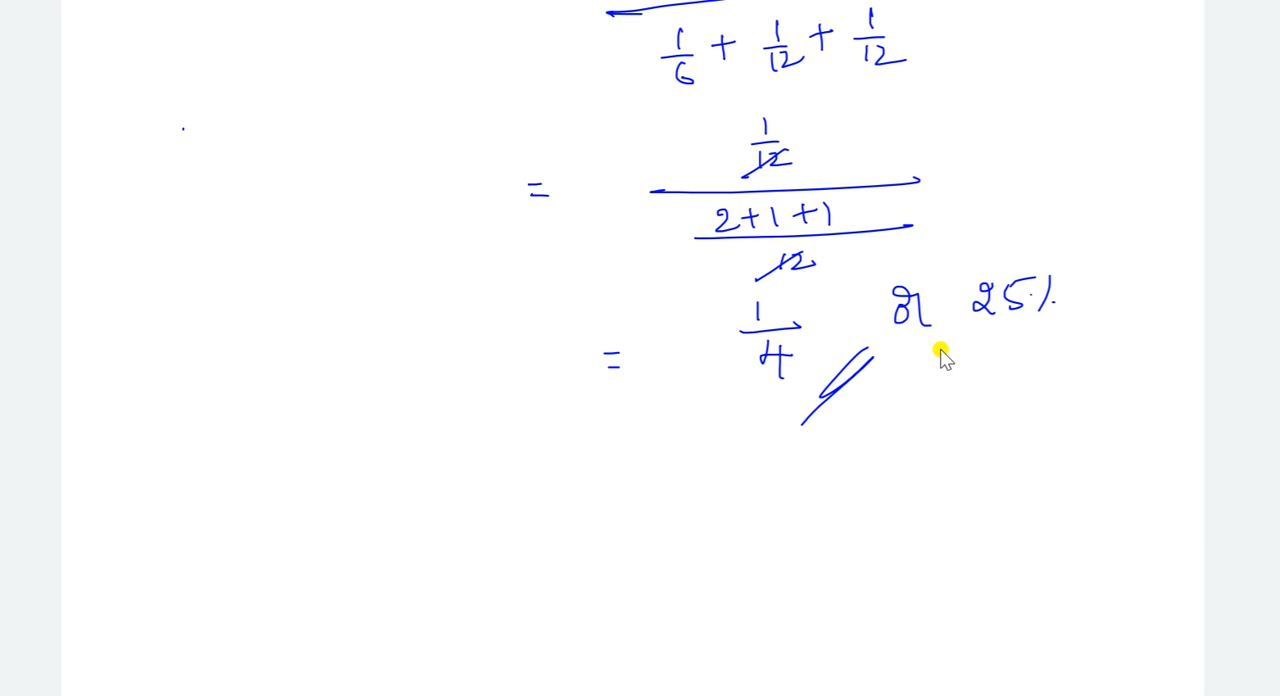 1/6 + 1/12 + 1/12
= 1/12
2+1+1
12
= 1/4 or 25%